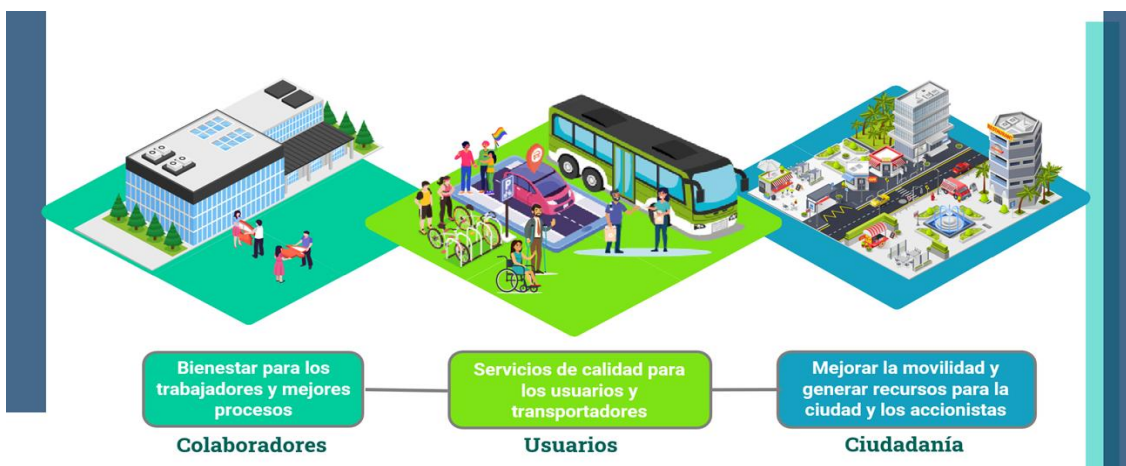 Bienestar para los
trabajadores y mejores
procesos
Servicios de calidad para
los usuarios y
transportadores
Mejorar la movilidad y
generar recursos para la
ciudad y los accionistas
Colaboradores
Usuarios
Ciudadanía